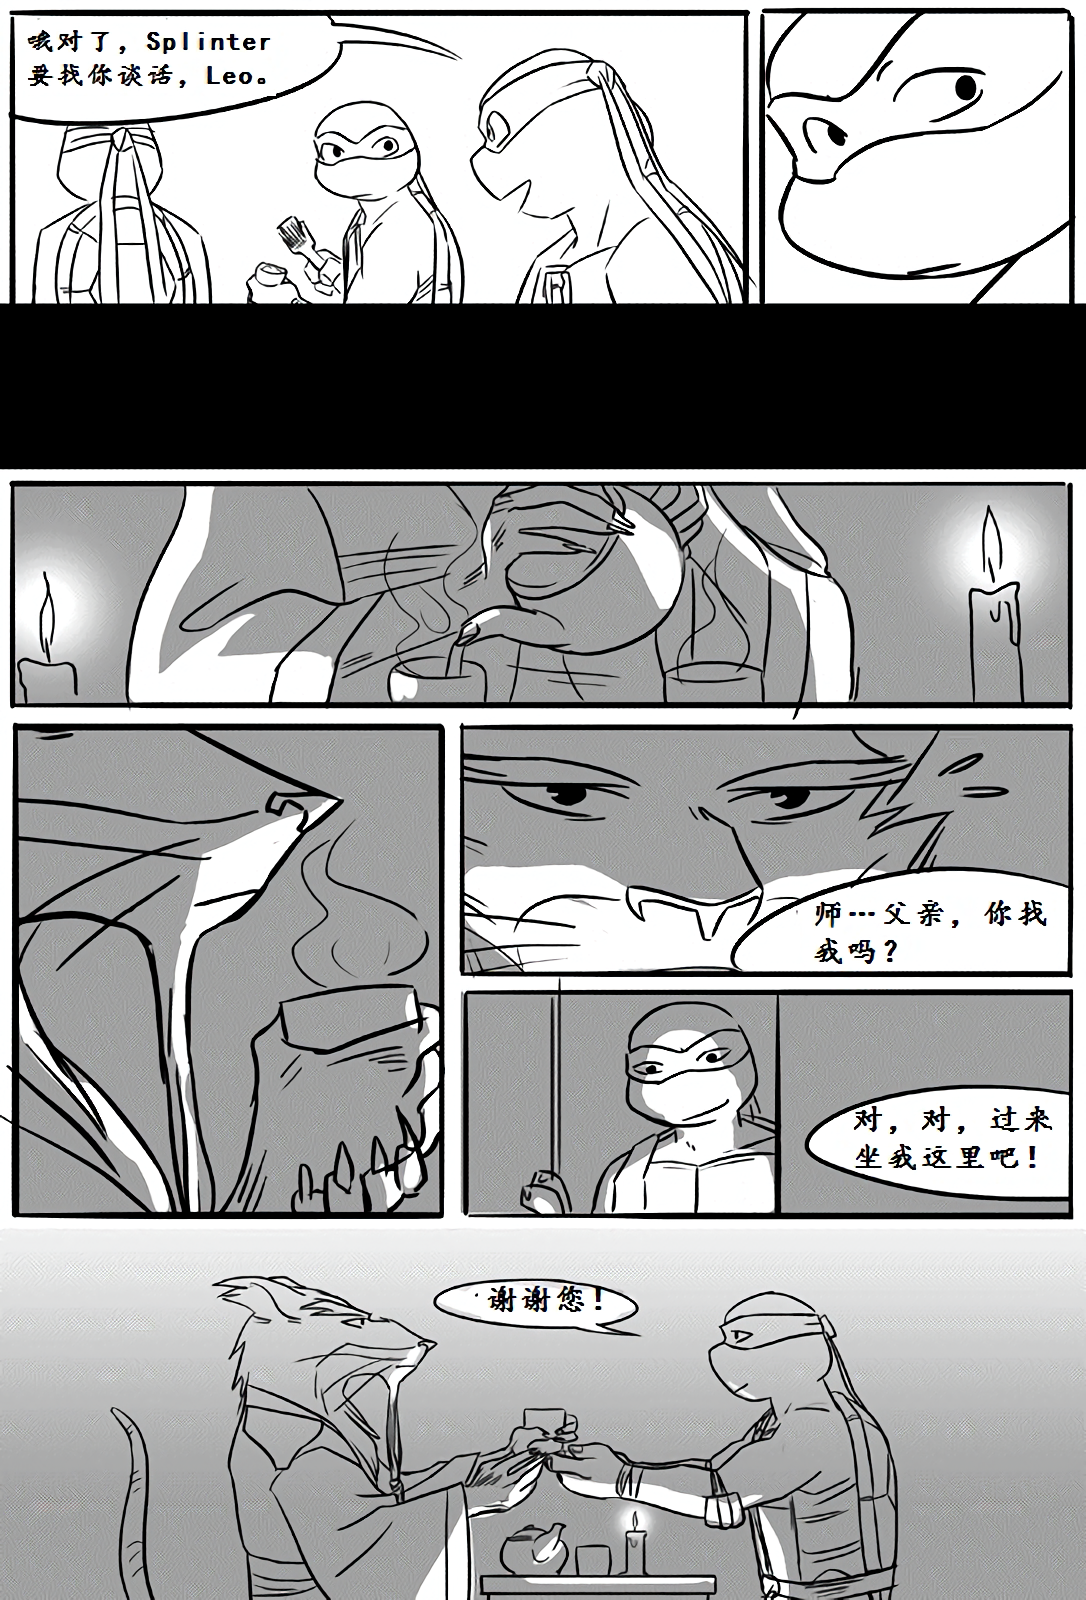 哦对了，Splinter
要找你谈话，Leo。
师…父亲，你找
我吗？
对，对，过来
坐我这里吧！
谢谢您！